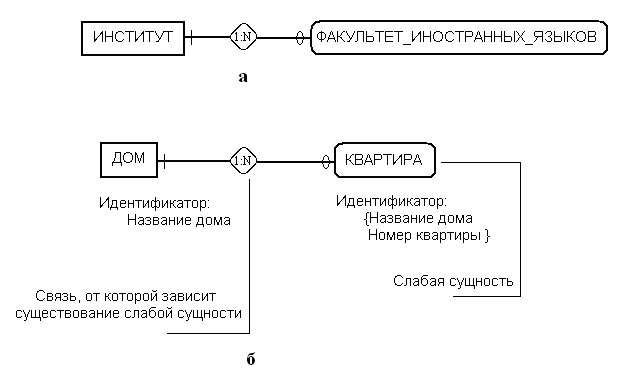 ИНСТИТУТ 1:N ФАКУЛЬТЕТ_ИНОСТРАННЫХ_ЯЗЫКОВ
а
ДОМ 1:N КВАРТИРА
Идентификатор:
Название дома
Идентификатор:
{Название дома
Номер квартиры }
Слабая сущность
Связь, от которой зависит
существование слабой сущности
б